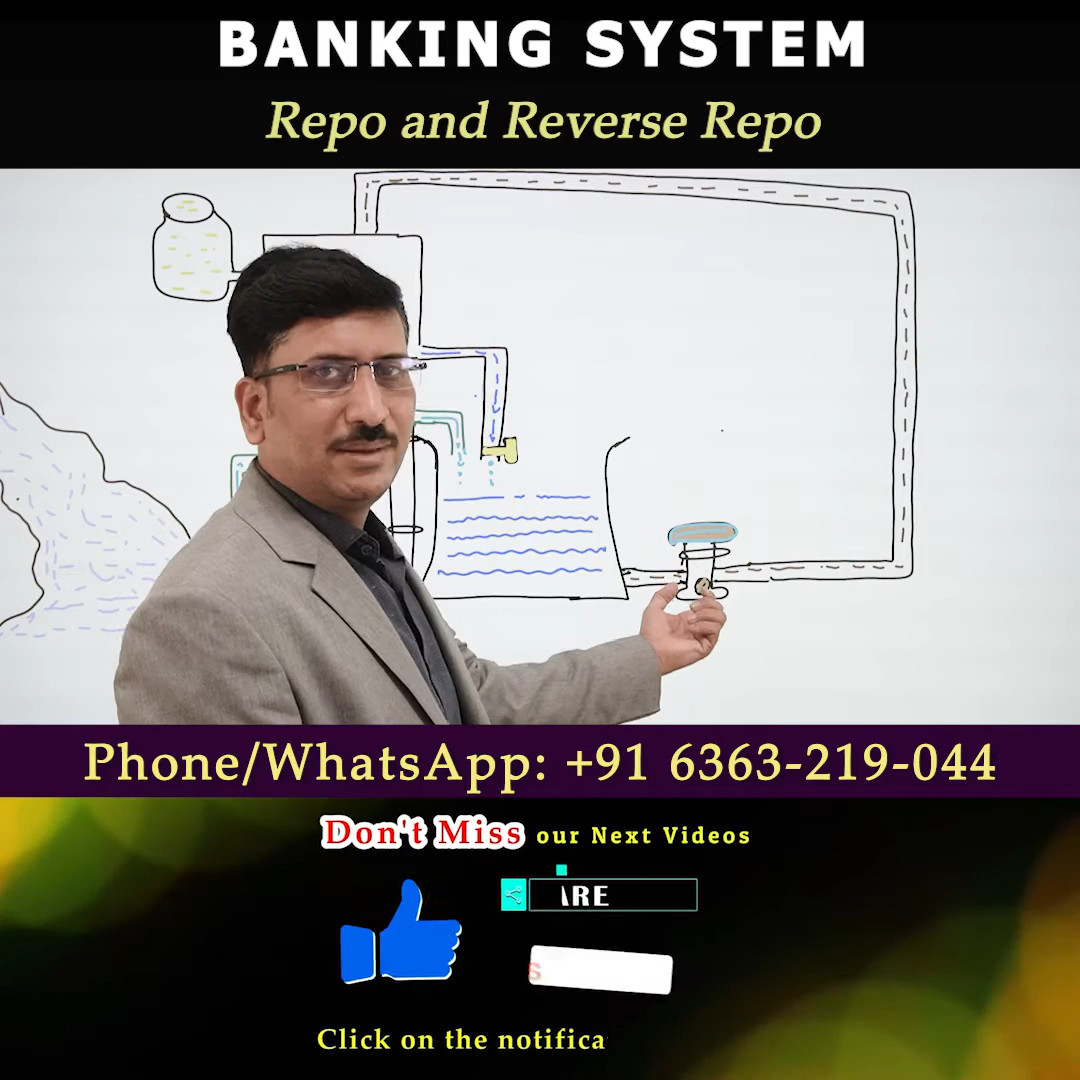 BANKING SYSTEM
Repo and Reverse Repo
Phone/WhatsApp: +91 6363-219-044
Don't Miss our Next Videos
Click on the notifica